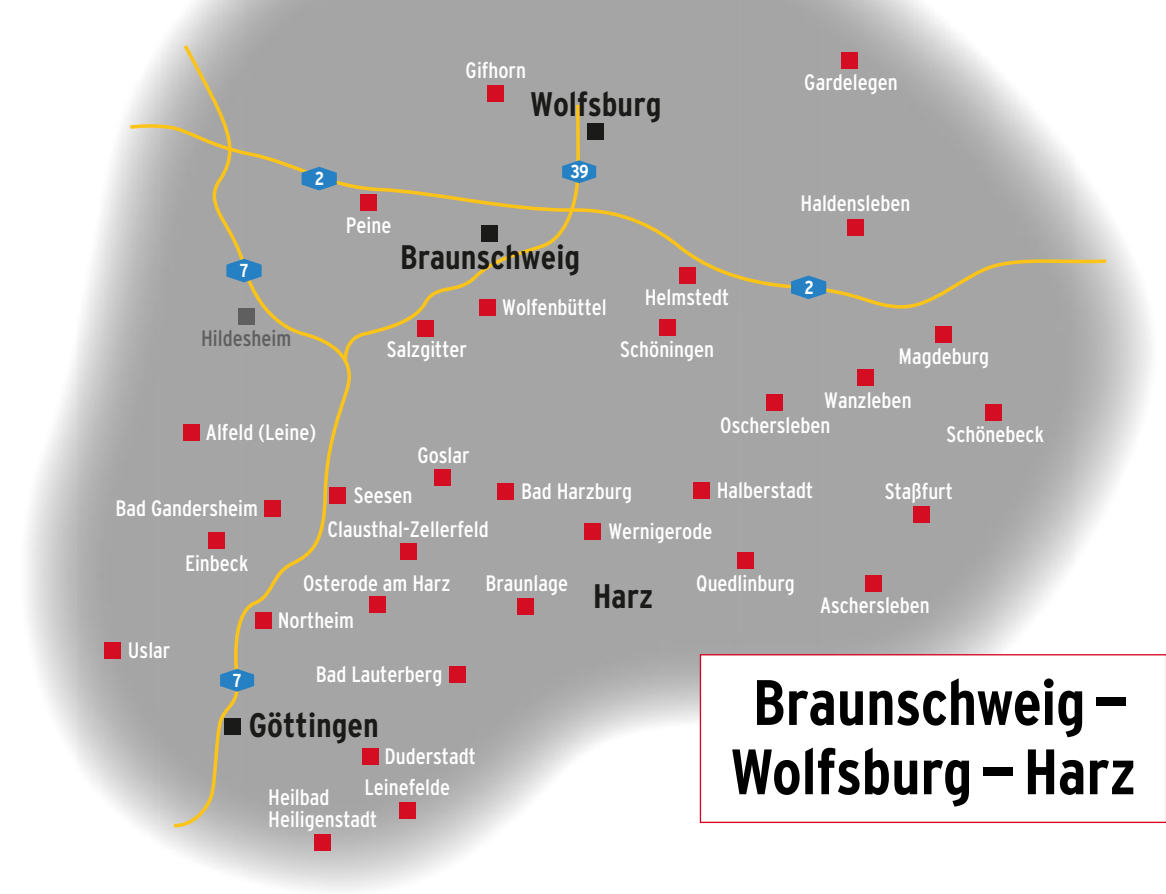 Gifhorn
Wolfsburg
Gardelegen
39
2
Peine
Haldensleben
Braunschweig
7
Helmstedt
2
Wolfenbüttel
Hildesheim
Salzgitter
Schöningen
Magdeburg
Wanzleben
Oschersleben
Schönebeck
Alfeld (Leine)
Goslar
Seesen
Bad Harzburg
Halberstadt
Staßfurt
Bad Gandersheim
Clausthal-Zellerfeld
Wernigerode
Einbeck
Osterode am Harz
Braunlage
Harz
Quedlinburg
Aschersleben
Northeim
Uslar
Bad Lauterberg
7
Göttingen
Duderstadt
Leinefelde
Heilbad
Heiligenstadt
Braunschweig –
Wolfsburg – Harz